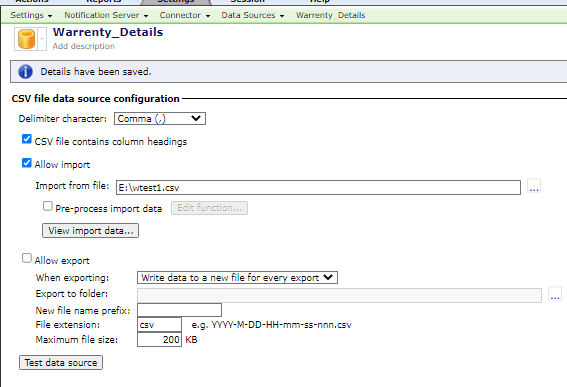 Actions Reports Settings Session Help
Settings Notification Server Connector Data Sources Warrenty_Details
Warrenty_Details
Add description
Details have been saved.
CSV file data source configuration
Delimiter character: Comma (,)
CSV file contains column headings
Allow import
Import from file: E:\wtest1.csv ...
Pre-process import data Edit function...
View import data...
Allow export
When exporting: Write data to a new file for every export
Export to folder: ...
New file name prefix:
File extension: csv e.g. YYYY-M-DD-HH-mm-ss-nnn.csv
Maximum file size: 200 KB
Test data source